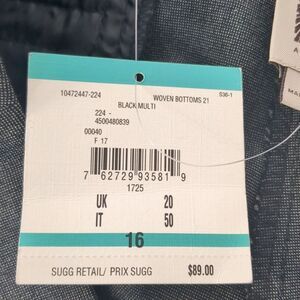 10472447-224 WOVEN BOTTOMS 21 S36-1
BLACK MULTI
224 -
4500480839
00040
F 17
7 62729 93581 9
1725
UK 20
IT 50
16
SUGG RETAIL/ PRIX SUGG $89.00